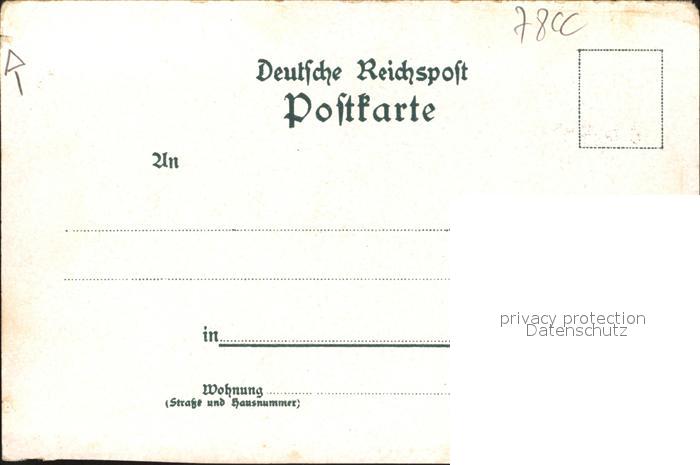 78cc
Deutsche Reichspost
Postkarte
An
in
Wohnung
(Straße und Hausnummer)
privacy protection
Datenschutz